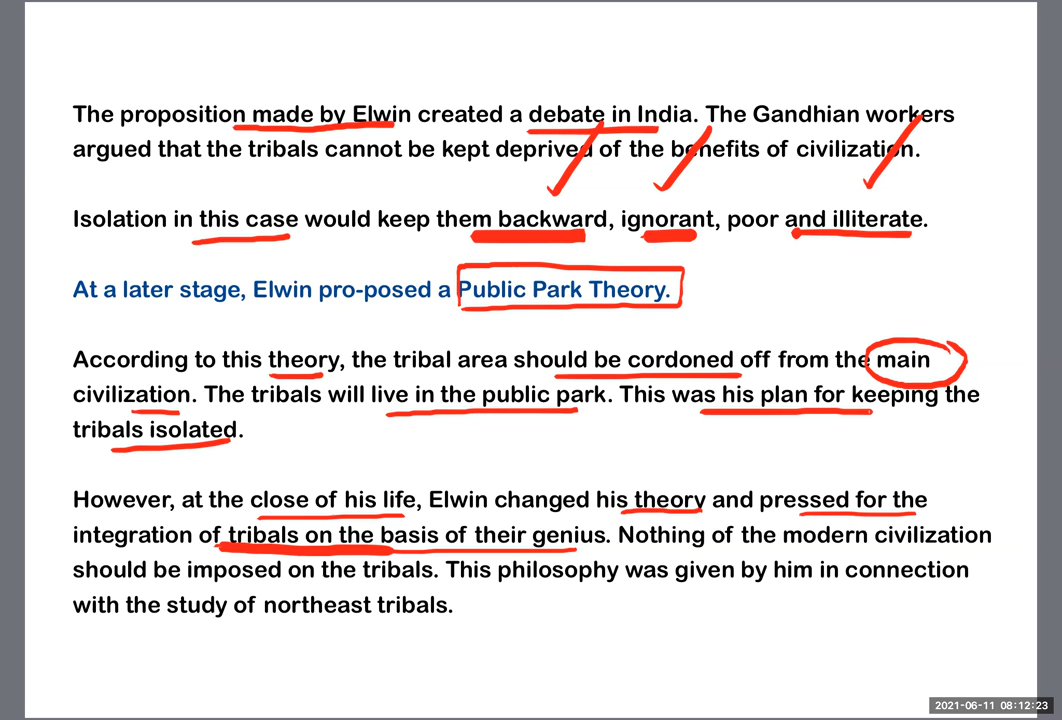 The proposition made by Elwin created a debate in India. The Gandhian workers
argued that the tribals cannot be kept deprived of the benefits of civilization.
Isolation in this case would keep them backward, ignorant, poor and illiterate.
At a later stage, Elwin pro-posed a Public Park Theory.
According to this theory, the tribal area should be cordoned off from the main
civilization. The tribals will live in the public park. This was his plan for keeping the
tribals isolated.
However, at the close of his life, Elwin changed his theory and pressed for the
integration of tribals on the basis of their genius. Nothing of the modern civilization
should be imposed on the tribals. This philosophy was given by him in connection
with the study of northeast tribals.
2021-06-11 08:12:23